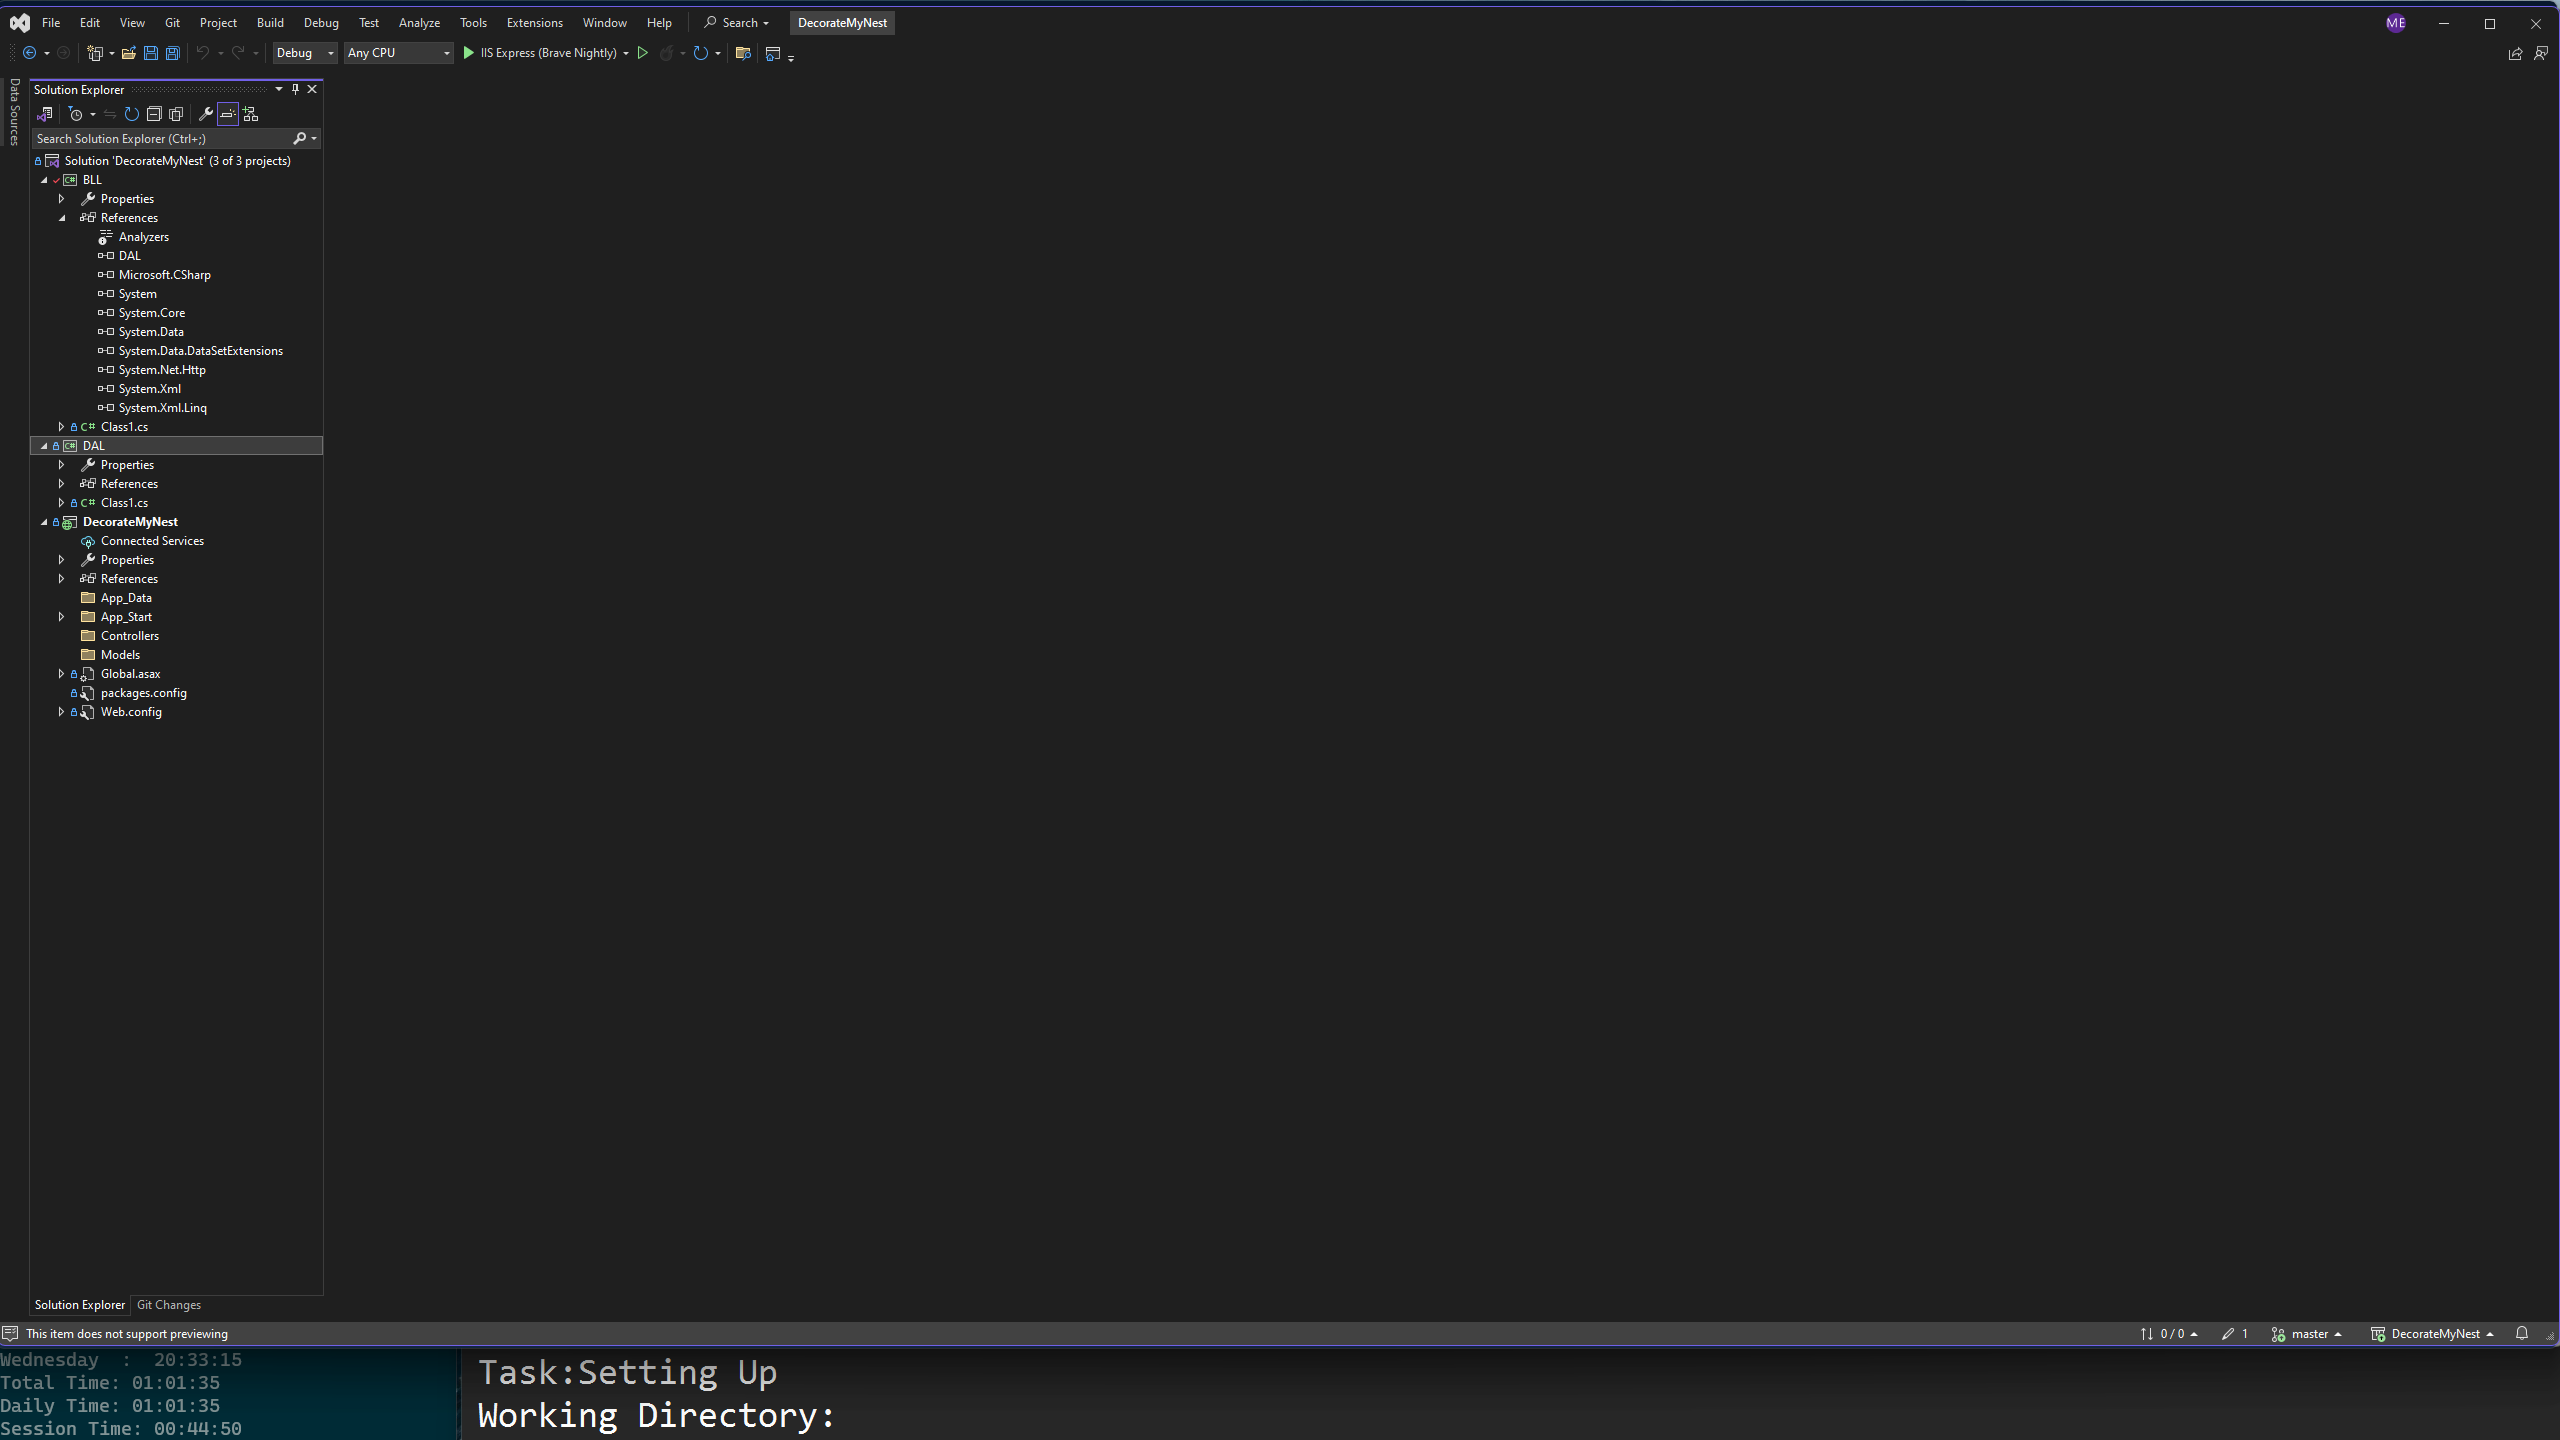 File Edit View Git Project Build Debug Test Analyze Tools Extensions Window Help Search DecorateMyNest ME
Debug Any CPU IIS Express (Brave Nightly)
Data Sources
Solution Explorer
Search Solution Explorer (Ctrl+;)
Solution 'DecorateMyNest' (3 of 3 projects)
C# BLL
Properties
References
Analyzers
DAL
Microsoft.CSharp
System
System.Core
System.Data
System.Data.DataSetExtensions
System.Net.Http
System.Xml
System.Xml.Linq
C# Class1.cs
C# DAL
Properties
References
C# Class1.cs
DecorateMyNest
Connected Services
Properties
References
App_Data
App_Start
Controllers
Models
Global.asax
packages.config
Web.config
Solution Explorer Git Changes
This item does not support previewing 0 / 0 1 master DecorateMyNest
Wednesday : 20:33:15
Total Time: 01:01:35
Daily Time: 01:01:35
Session Time: 00:44:50
Task:Setting Up
Working Directory: